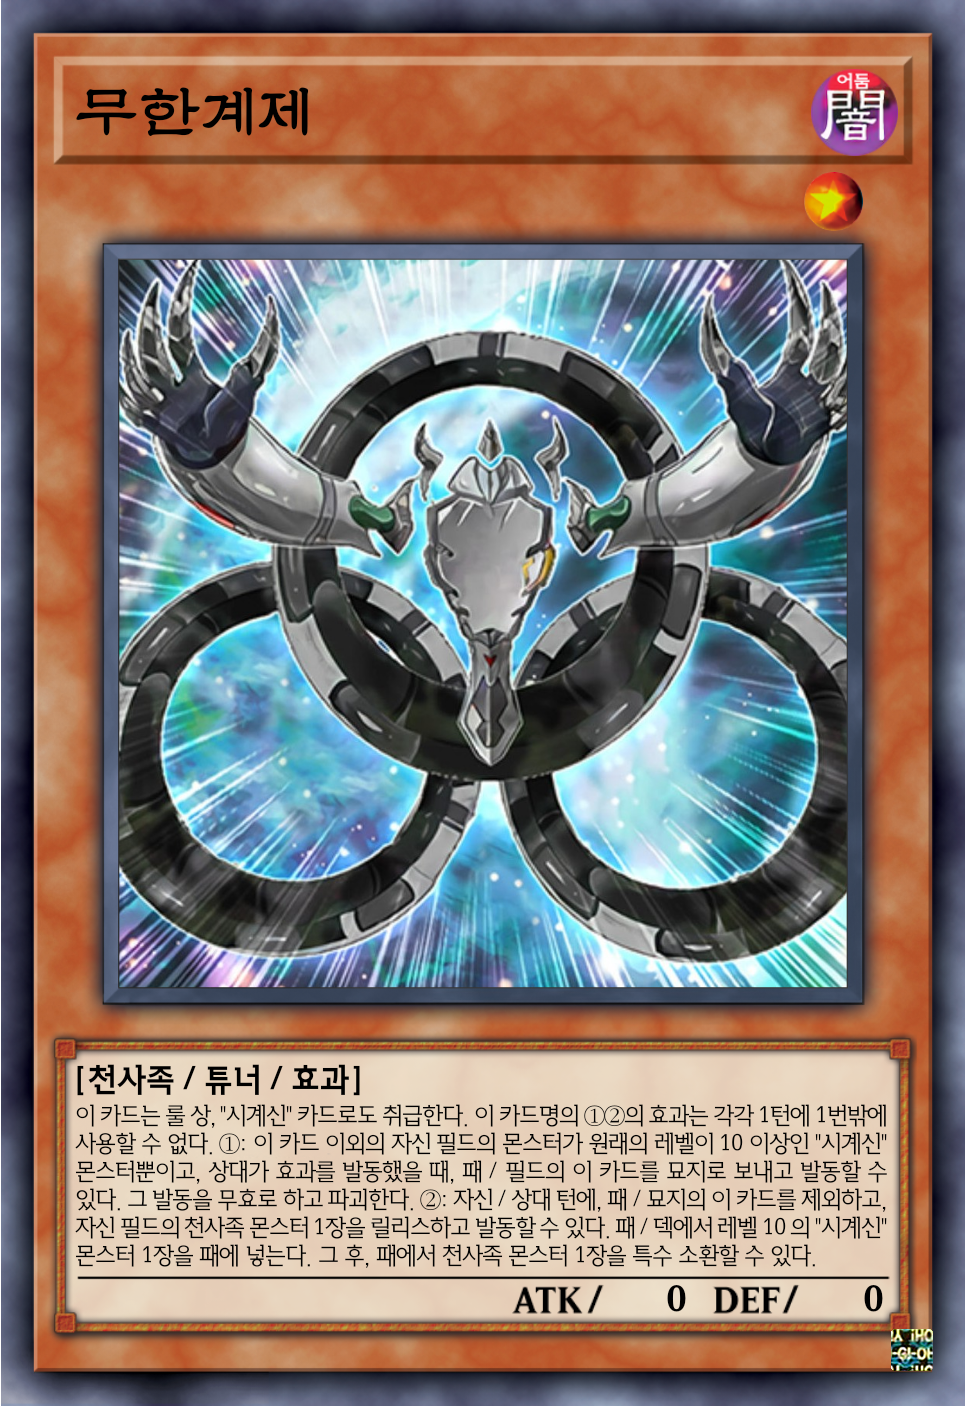 무한계제
어둠
闇
[천사족 / 튜너 / 효과]
이 카드는 룰 상, "시계신" 카드로도 취급한다. 이 카드명의 ①②의 효과는 각각 1턴에 1번밖에
사용할 수 없다. ①: 이 카드 이외의 자신 필드의 몬스터가 원래의 레벨이 10 이상인 "시계신"
몬스터뿐이고, 상대가 효과를 발동했을 때, 패 / 필드의 이 카드를 묘지로 보내고 발동할 수
있다. 그 발동을 무효로 하고 파괴한다. ②: 자신 / 상대 턴에, 패 / 묘지의 이 카드를 제외하고,
자신 필드의 천사족 몬스터 1장을 릴리스하고 발동할 수 있다. 패 / 덱에서 레벨 10 의 "시계신"
몬스터 1장을 패에 넣는다. 그 후, 패에서 천사족 몬스터 1장을 특수 소환할 수 있다.
ATK / 0 DEF / 0